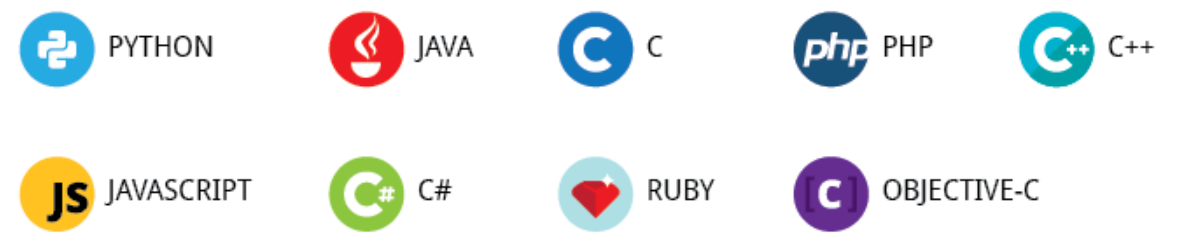 PYTHON JAVA C php PHP C++ C++
JS JAVASCRIPT C# C# RUBY [C] OBJECTIVE-C